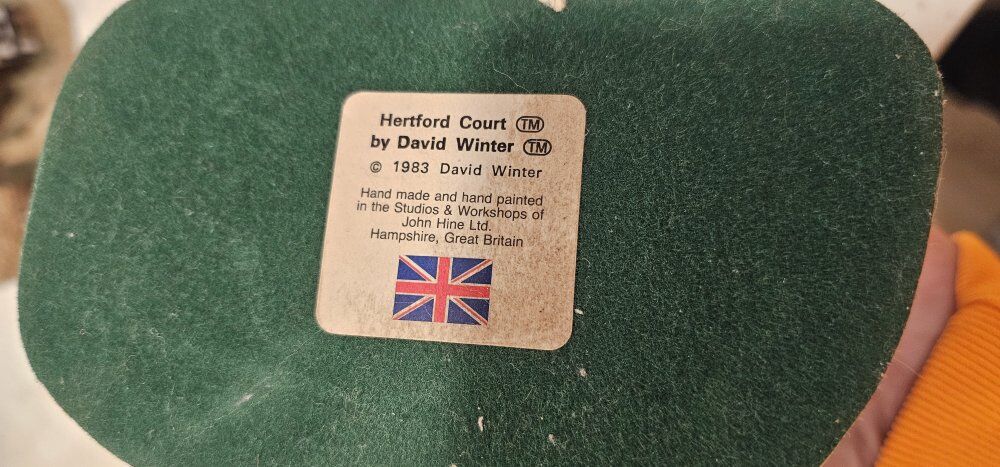 Hertford Court TM
by David Winter TM
© 1983 David Winter
Hand made and hand painted
in the Studios & Workshops of
John Hine Ltd.
Hampshire, Great Britain